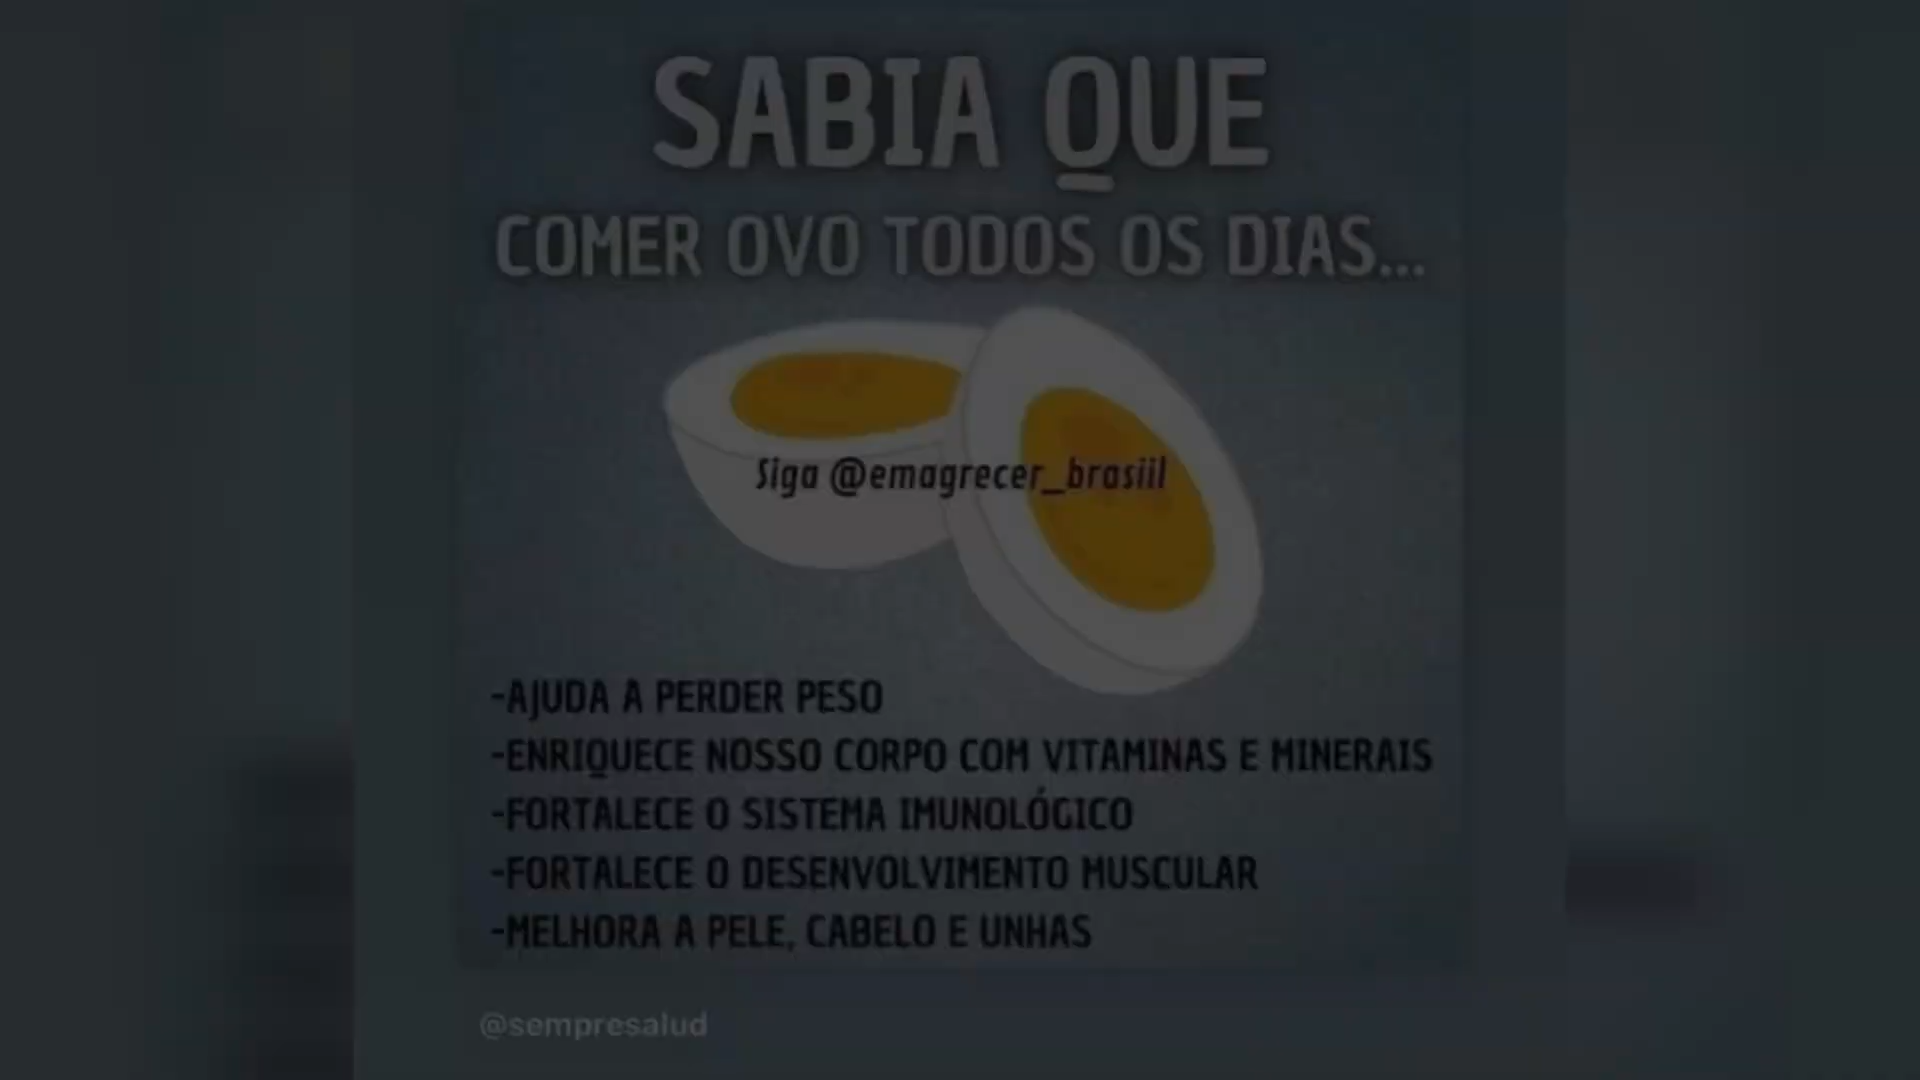 SABIA QUE
COMER OVO TODOS OS DIAS...
Siga @emagrecer_brasiil
-AJUDA A PERDER PESO
-ENRIQUECE NOSSO CORPO COM VITAMINAS E MINERAIS
-FORTALECE O SISTEMA IMUNOLÓGICO
-FORTALECE O DESENVOLVIMENTO MUSCULAR
-MELHORA A PELE, CABELO E UNHAS
@sempresalud